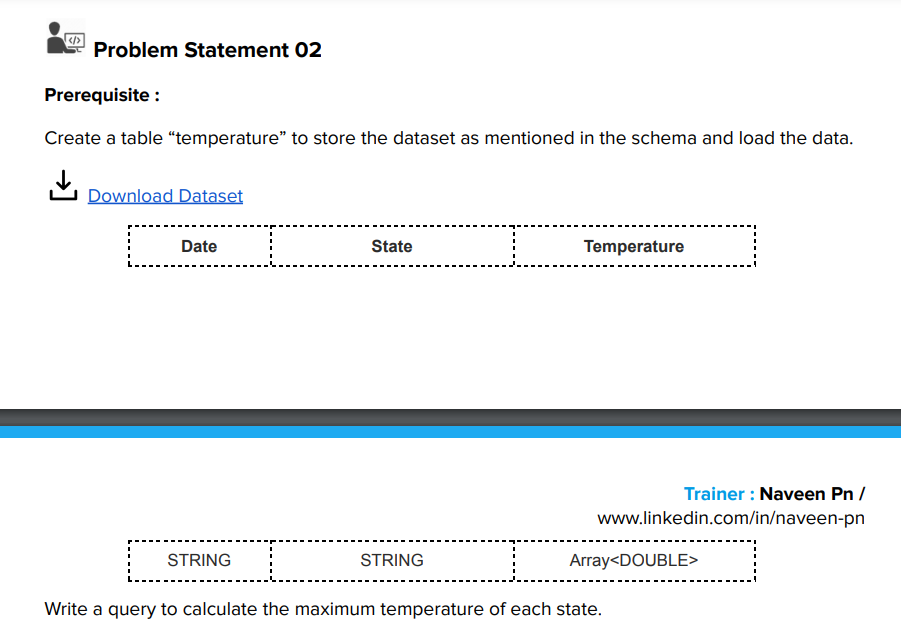 </>
Problem Statement 02
Prerequisite :
Create a table “temperature” to store the dataset as mentioned in the schema and load the data.
Download Dataset
Date State Temperature
Trainer : Naveen Pn /
www.linkedin.com/in/naveen-pn
STRING STRING Array<DOUBLE>
Write a query to calculate the maximum temperature of each state.